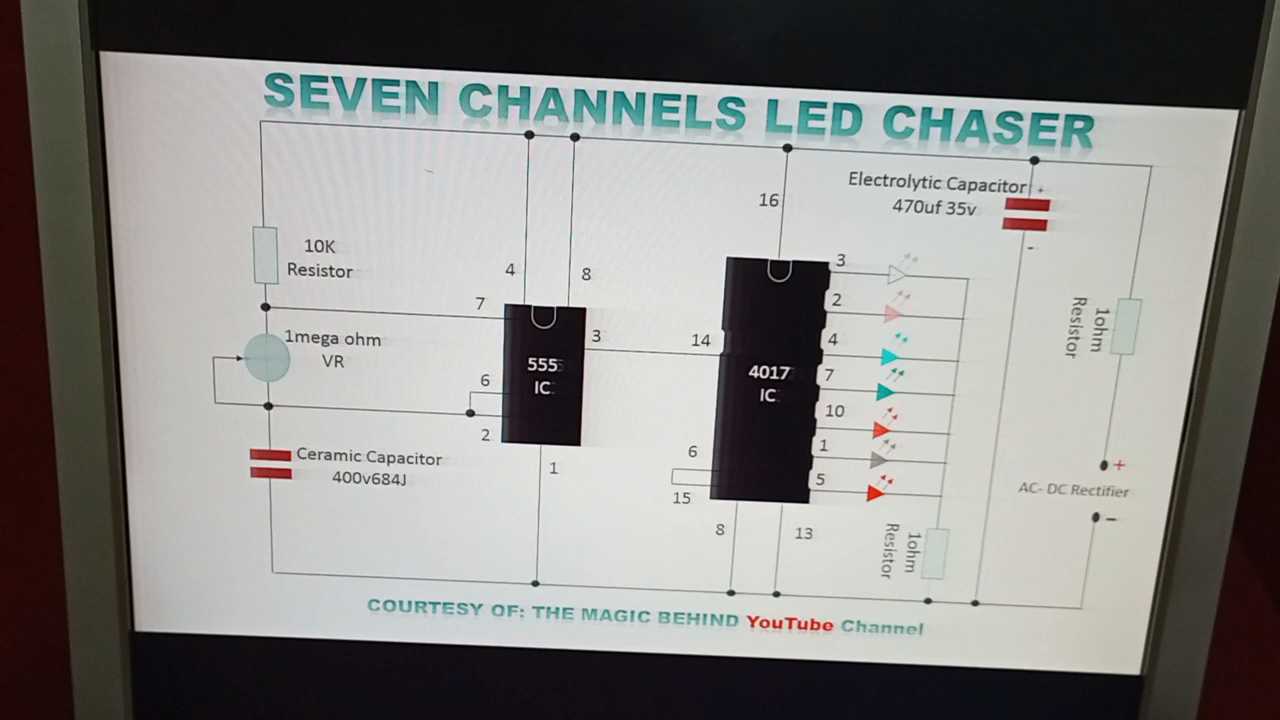 SEVEN CHANNELS LED CHASER
Electrolytic Capacitor +
470uf 35v
-
16
10K
Resistor
4
8
3
7
2
1mega ohm
VR
3
14
4
1ohm
Resistor
555
IC
4017
IC
7
6
10
2
1
Ceramic Capacitor
400v684J
1
6
5
15
+
AC- DC Rectifier
-
8
13
1ohm
Resistor
COURTESY OF: THE MAGIC BEHIND YouTube Channel